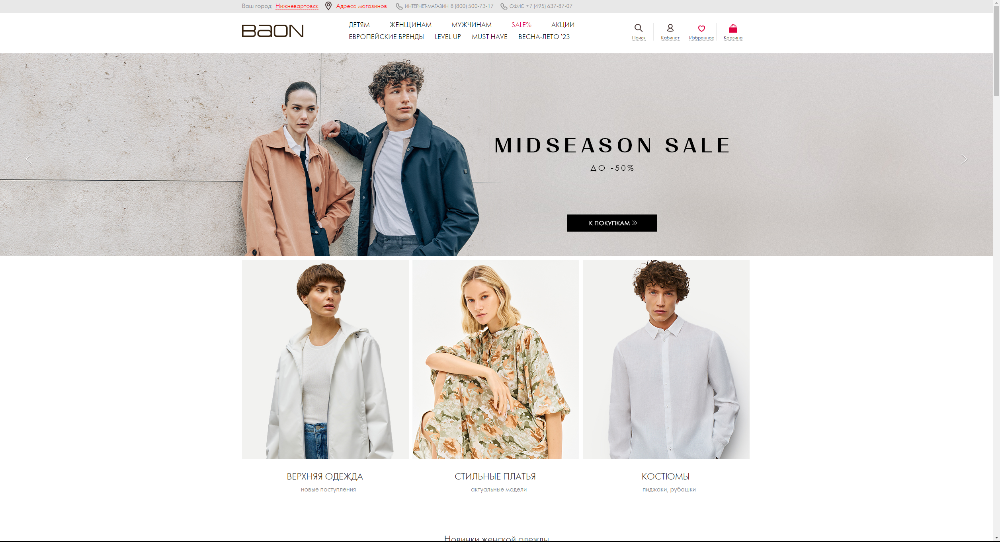 Ваш город: Нижневартовск Адреса магазинов ИНТЕРНЕТ-МАГАЗИН 8 (800) 500-73-17 ОФИС +7 (495) 637-87-07
BAON
ДЕТЯМ ЖЕНЩИНАМ МУЖЧИНАМ SALE% АКЦИИ
ЕВРОПЕЙСКИЕ БРЕНДЫ LEVEL UP MUST HAVE ВЕСНА-ЛЕТО '23
Поиск Кабинет Избранное Корзина
MIDSEASON SALE
ДО -50%
К ПОКУПКАМ
ВЕРХНЯЯ ОДЕЖДА
— новые поступления
СТИЛЬНЫЕ ПЛАТЬЯ
— актуальные модели
КОСТЮМЫ
— пиджаки, рубашки
Новинки женской одежды